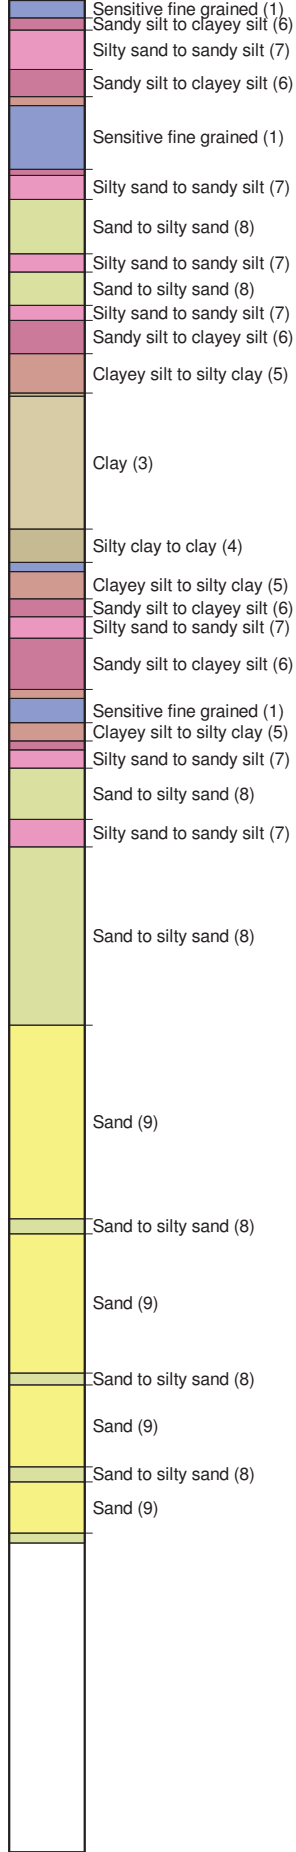 Sensitive fine grained (1)
Sandy silt to clayey silt (6)
Silty sand to sandy silt (7)
Sandy silt to clayey silt (6)
Sensitive fine grained (1)
Silty sand to sandy silt (7)
Sand to silty sand (8)
Silty sand to sandy silt (7)
Sand to silty sand (8)
Silty sand to sandy silt (7)
Sandy silt to clayey silt (6)
Clayey silt to silty clay (5)
Clay (3)
Silty clay to clay (4)
Clayey silt to silty clay (5)
Sandy silt to clayey silt (6)
Silty sand to sandy silt (7)
Sandy silt to clayey silt (6)
Sensitive fine grained (1)
Clayey silt to silty clay (5)
Silty sand to sandy silt (7)
Sand to silty sand (8)
Silty sand to sandy silt (7)
Sand to silty sand (8)
Sand (9)
Sand to silty sand (8)
Sand (9)
Sand to silty sand (8)
Sand (9)
Sand to silty sand (8)
Sand (9)